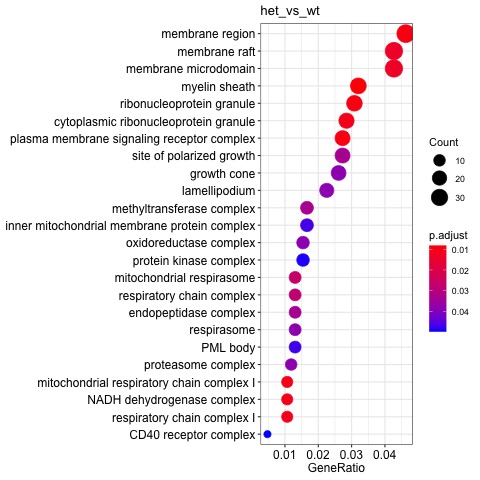 het_vs_wt
membrane region
membrane raft
membrane microdomain
myelin sheath
ribonucleoprotein granule
cytoplasmic ribonucleoprotein granule
plasma membrane signaling receptor complex
site of polarized growth
growth cone
lamellipodium
methyltransferase complex
inner mitochondrial membrane protein complex
oxidoreductase complex
protein kinase complex
mitochondrial respirasome
respiratory chain complex
endopeptidase complex
respirasome
PML body
proteasome complex
mitochondrial respiratory chain complex I
NADH dehydrogenase complex
respiratory chain complex I
CD40 receptor complex
0.01 0.02 0.03 0.04
GeneRatio
Count
10
20
30
p.adjust
0.01
0.02
0.03
0.04